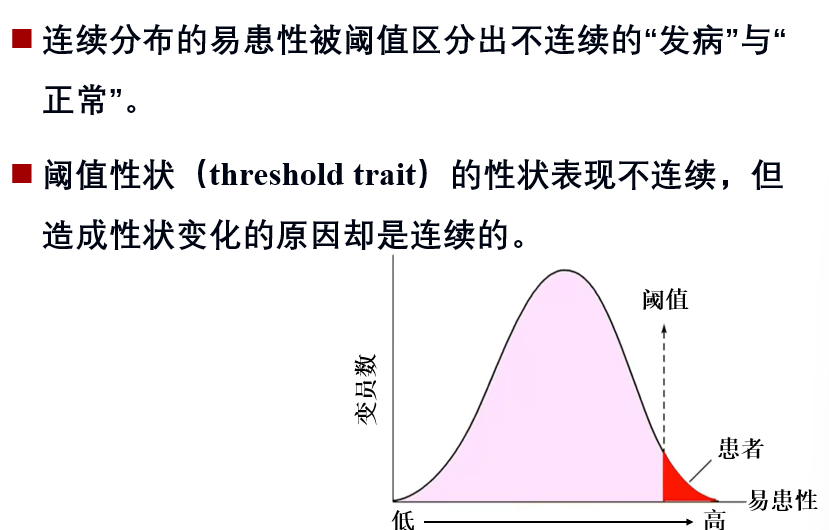 连续分布的易患性被阈值区分出不连续的“发病”与“
正常”。
阈值性状（threshold trait）的性状表现不连续，但
造成性状变化的原因却是连续的。
阈值
变员数
患者
易患性
低
高